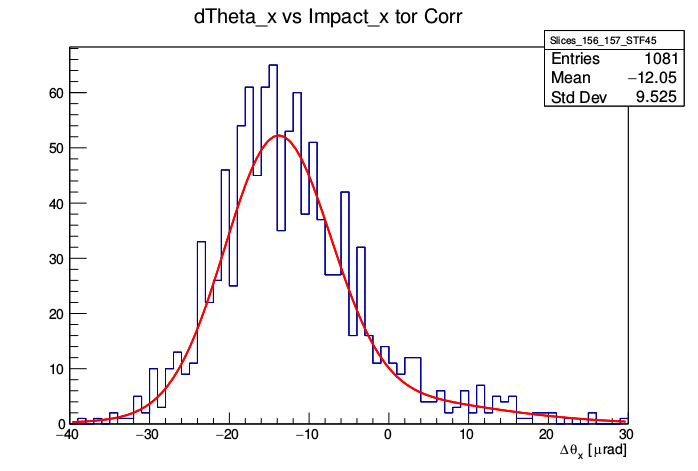 dTheta_x vs Impact_x tor Corr
Slices_156_157_STF45
Entries 1081
Mean −12.05
Std Dev 9.525
60
50
40
30
20
10
0
−40 −30 −20 −10 0 10 20 30
Δθx [μrad]